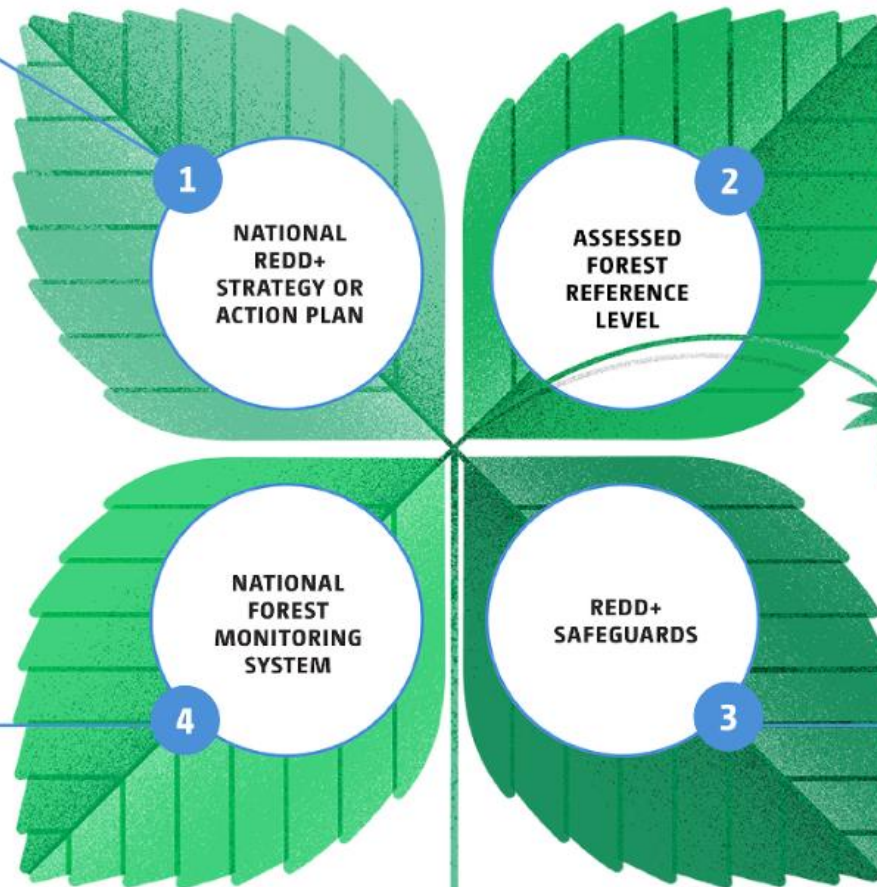 1
NATIONAL
REDD+
STRATEGY OR
ACTION PLAN
2
ASSESSED
FOREST
REFERENCE
LEVEL
3
REDD+
SAFEGUARDS
4
NATIONAL
FOREST
MONITORING
SYSTEM